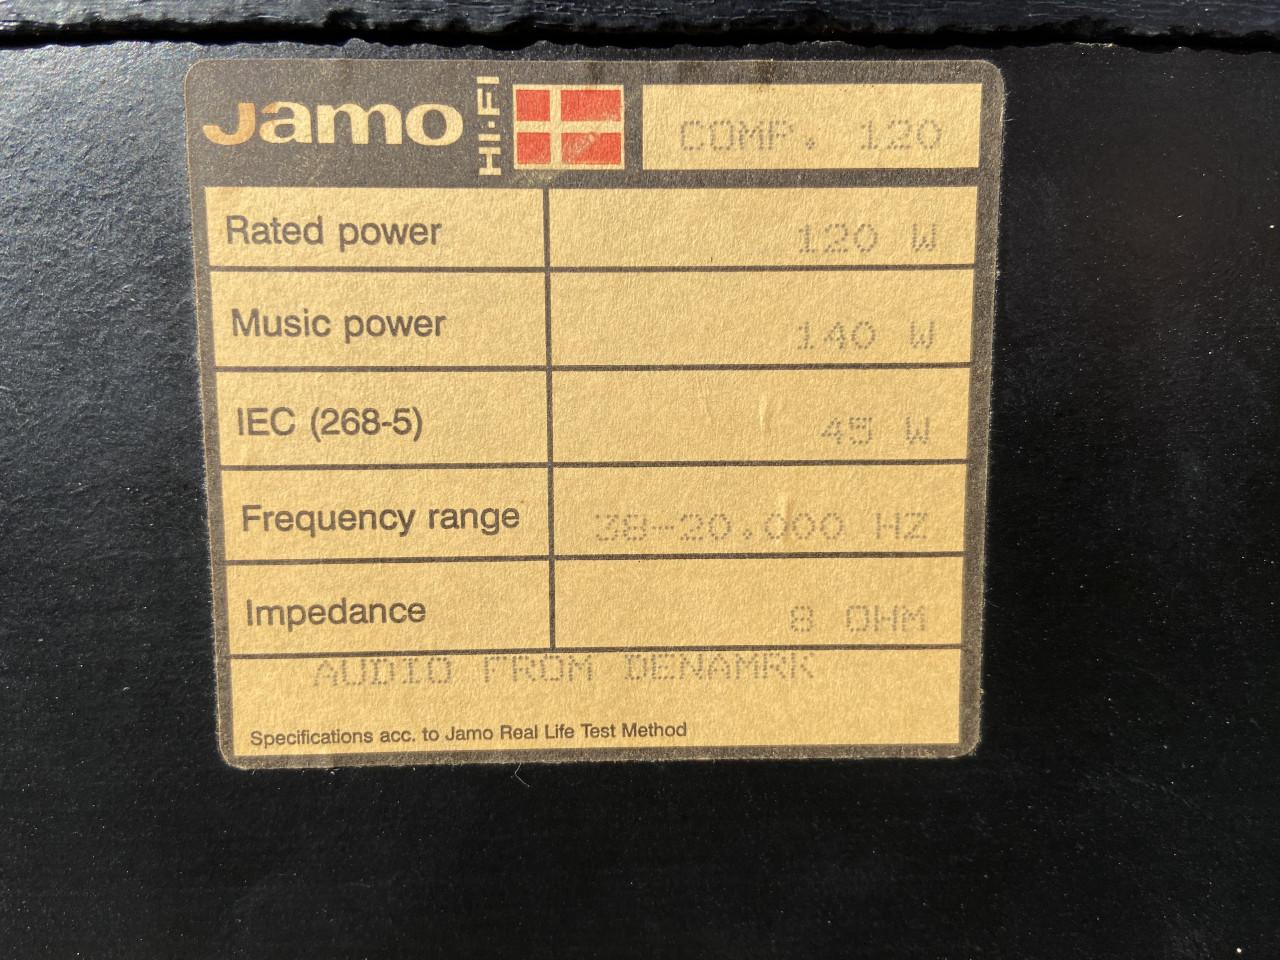 Jamo HI-FI COMP. 120
Rated power 120 W
Music power 140 W
IEC (268-5) 45 W
Frequency range 38-20.000 HZ
Impedance 8 OHM
AUDIO FROM DENAMRK
Specifications acc. to Jamo Real Life Test Method